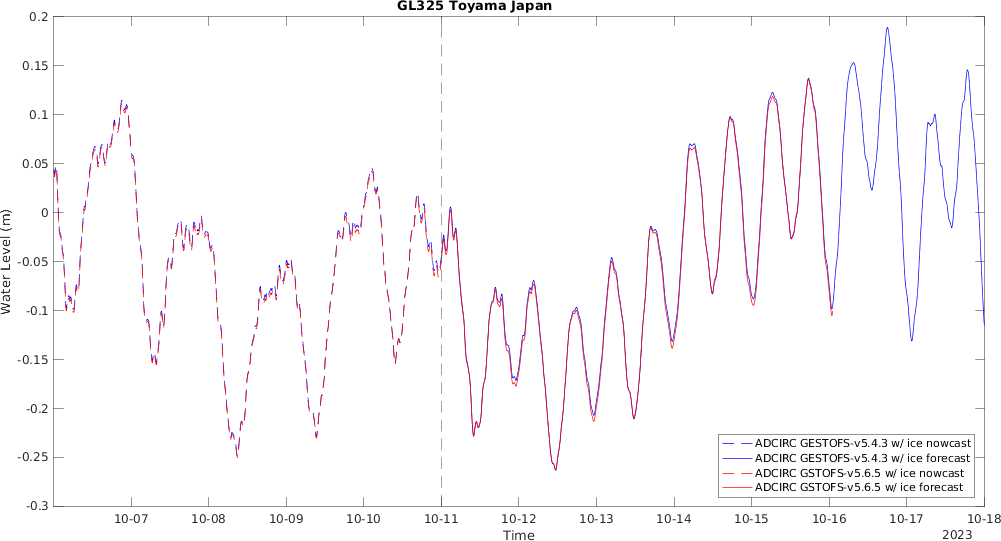 GL325 Toyama Japan
0.2
0.15
0.1
0.05
0
-0.05
-0.1
-0.15
-0.2
-0.25
-0.3
Water Level (m)
ADCIRC GESTOFS-v5.4.3 w/ ice nowcast
ADCIRC GESTOFS-v5.4.3 w/ ice forecast
ADCIRC GSTOFS-v5.6.5 w/ ice nowcast
ADCIRC GSTOFS-v5.6.5 w/ ice forecast
10-07 10-08 10-09 10-10 10-11 10-12 10-13 10-14 10-15 10-16 10-17 10-18
Time
2023